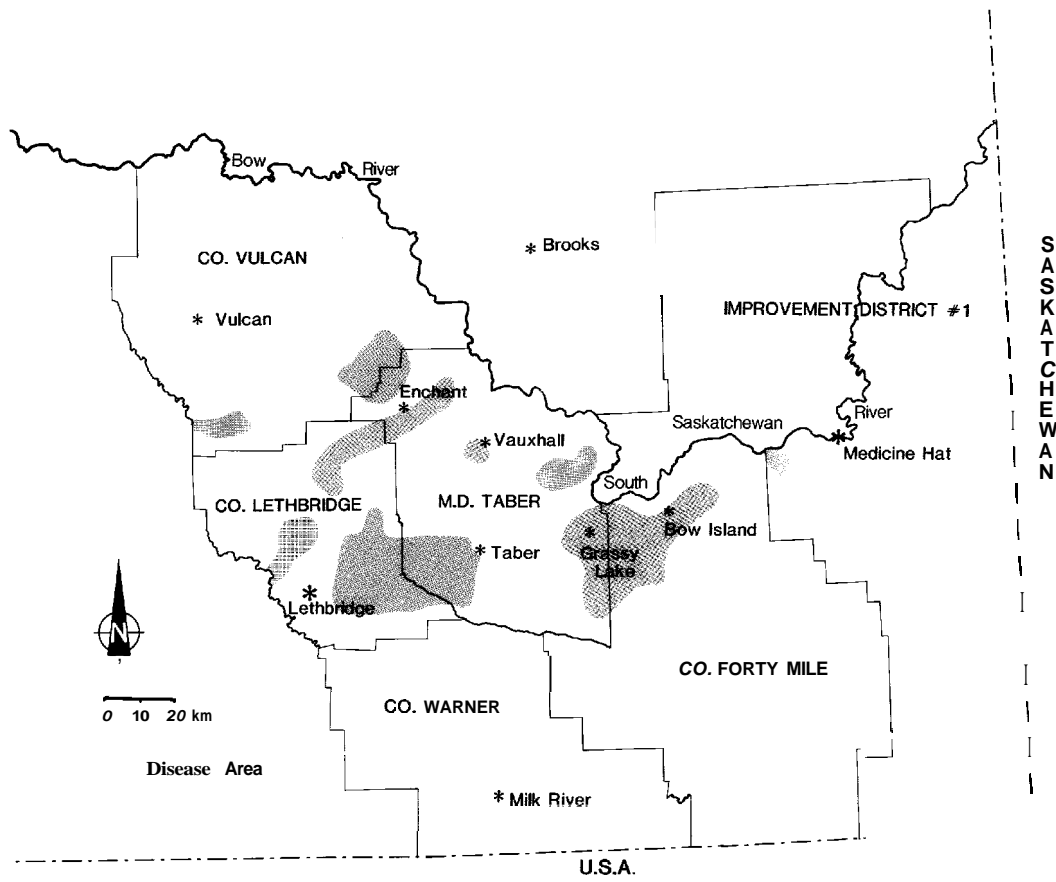 Bow
River
* Brooks
CO. VULCAN
* Vulcan
IMPROVEMENT DISTRICT #1
SASKATCHEWAN
Enchant
*
Saskatchewan
River
* Vauxhall
*
Medicine Hat
South
CO. LETHBRIDGE
M.D. TABER
*
Bow Island
* Taber
*
Grassy
Lake
*
Lethbridge
N
CO. FORTY MILE
0 10 20 km
CO. WARNER
Disease Area
* Milk River
U.S.A.